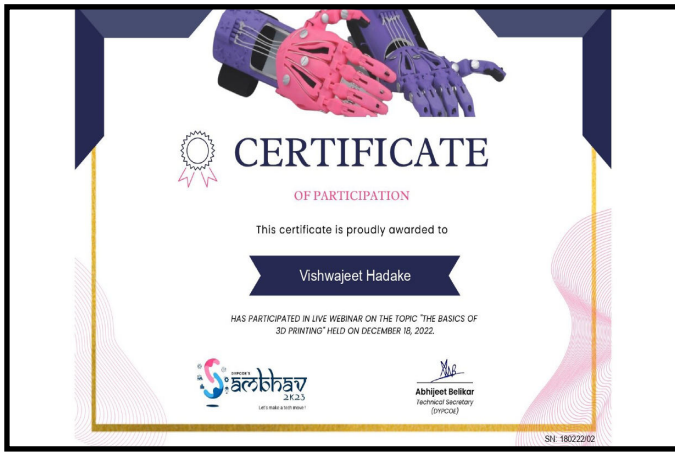 CERTIFICATE
OF PARTICIPATION
This certificate is proudly awarded to
Vishwajeet Hadake
HAS PARTICIPATED IN LIVE WEBINAR ON THE TOPIC "THE BASICS OF
3D PRINTING" HELD ON DECEMBER 18, 2022.
DYPCOE'S
Sambhav
2K23
Let's make a tech move!
Abhijeet Belikar
Technical Secretary
(DYPCOE)
SN: 180222/02